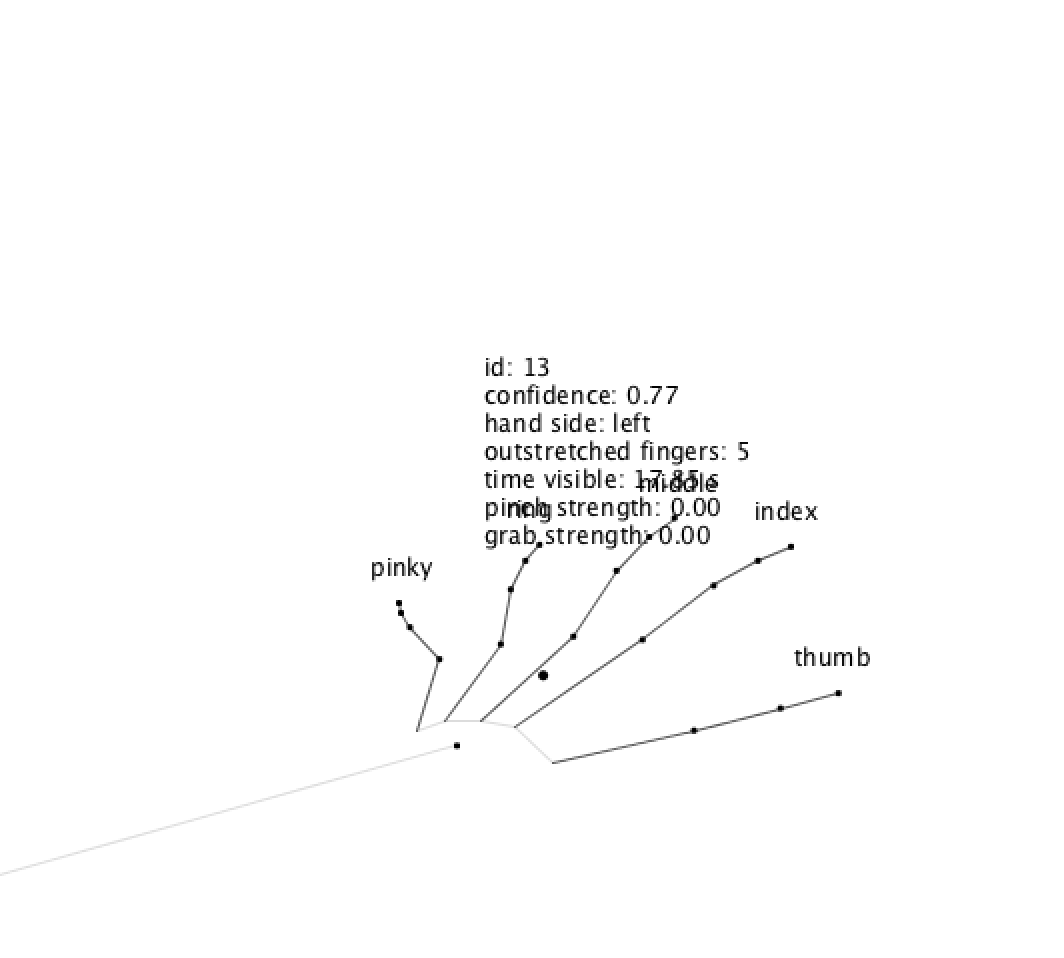 id: 13
confidence: 0.77
hand side: left
outstretched fingers: 5
time visible: 17.85 s
middle
pinch strength: 0.00
ring
index
grab strength: 0.00
pinky
thumb